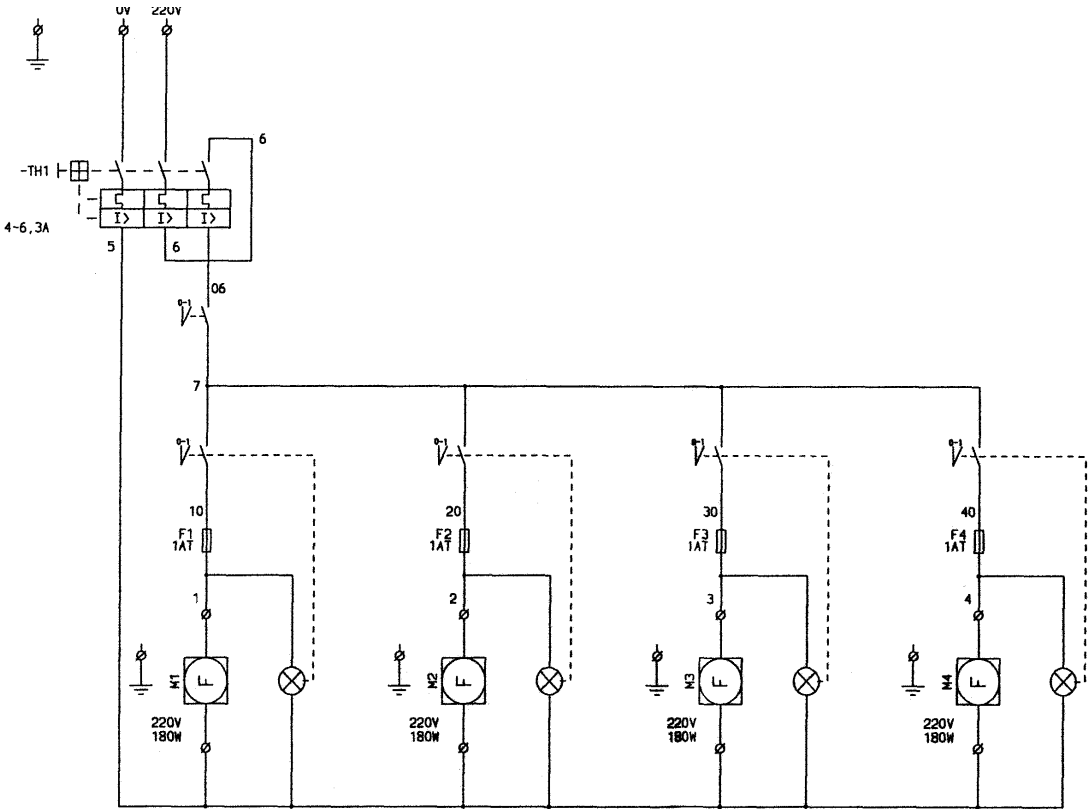 0V 220V
6
-TH1
I> I> I>
4~6,3A
5 6
06
0-1
7
0-1 0-1 0-1 0-1
10 20 30 40
F1 F2 F3 F4
1AT 1AT 1AT 1AT
1 2 3 4
M1 F M2 F M3 F M4 F
220V 220V 220V 220V
180W 180W 180W 180W